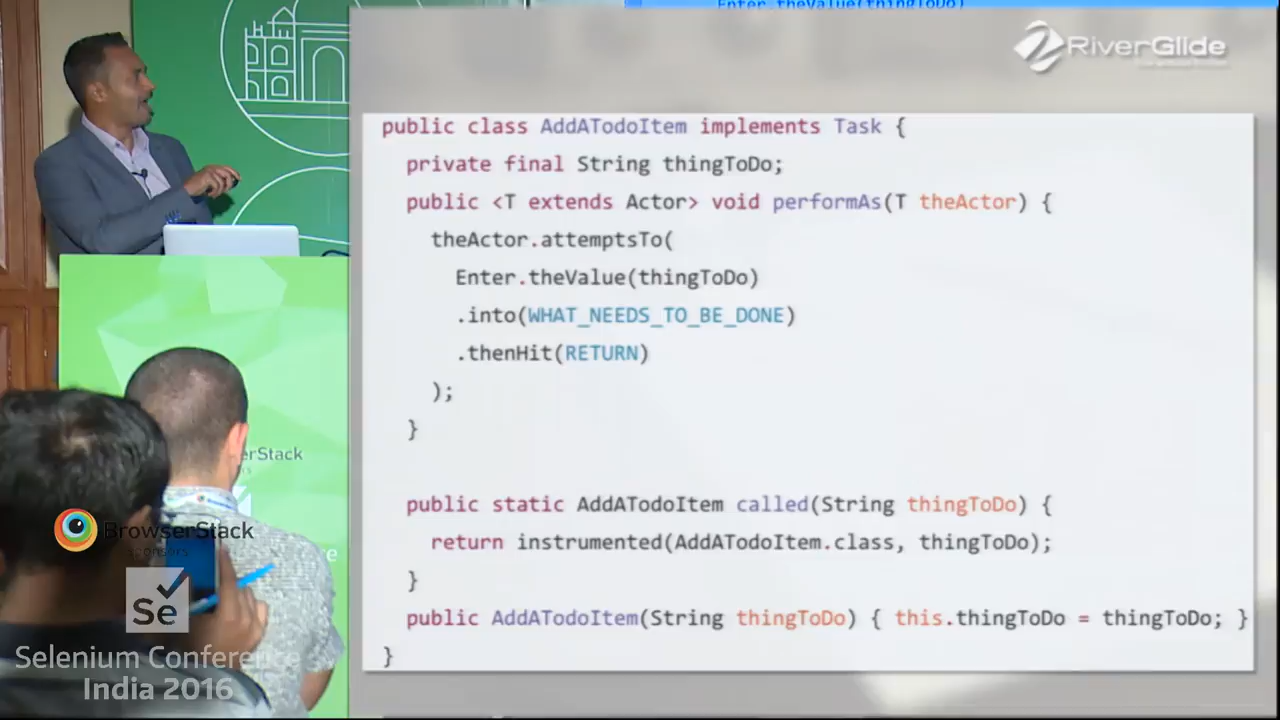 Enter.theValue(thingToDo)
RiverGlide
public class AddATodoItem implements Task {
private final String thingToDo;
public <T extends Actor> void performAs(T theActor) {
theActor.attemptsTo(
Enter.theValue(thingToDo)
.into(WHAT_NEEDS_TO_BE_DONE)
.thenHit(RETURN)
);
}
public static AddATodoItem called(String thingToDo) {
return instrumented(AddATodoItem.class, thingToDo);
}
public AddATodoItem(String thingToDo) { this.thingToDo = thingToDo; }
}
erStack
BrowserStack
sponsors
Se
Selenium Conference
India 2016